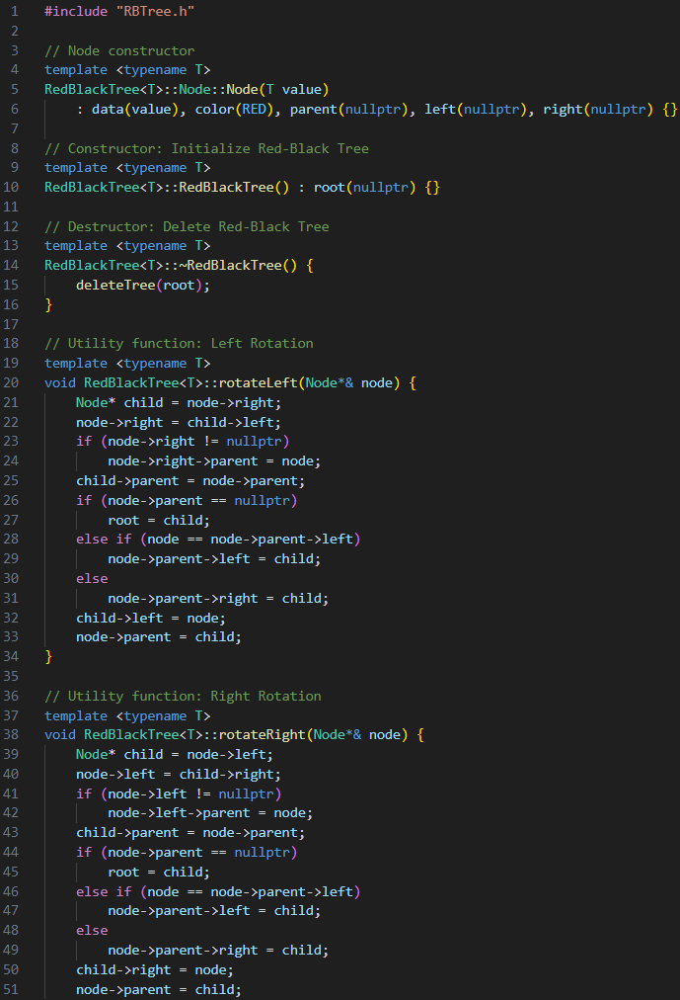 1 #include "RBTree.h"
2
3 // Node constructor
4 template <typename T>
5 RedBlackTree<T>::Node::Node(T value)
6     : data(value), color(RED), parent(nullptr), left(nullptr), right(nullptr) {}
7
8 // Constructor: Initialize Red-Black Tree
9 template <typename T>
10 RedBlackTree<T>::RedBlackTree() : root(nullptr) {}
11
12 // Destructor: Delete Red-Black Tree
13 template <typename T>
14 RedBlackTree<T>::~RedBlackTree() {
15     deleteTree(root);
16 }
17
18 // Utility function: Left Rotation
19 template <typename T>
20 void RedBlackTree<T>::rotateLeft(Node*& node) {
21     Node* child = node->right;
22     node->right = child->left;
23     if (node->right != nullptr)
24         node->right->parent = node;
25     child->parent = node->parent;
26     if (node->parent == nullptr)
27         root = child;
28     else if (node == node->parent->left)
29         node->parent->left = child;
30     else
31         node->parent->right = child;
32     child->left = node;
33     node->parent = child;
34 }
35
36 // Utility function: Right Rotation
37 template <typename T>
38 void RedBlackTree<T>::rotateRight(Node*& node) {
39     Node* child = node->left;
40     node->left = child->right;
41     if (node->left != nullptr)
42         node->left->parent = node;
43     child->parent = node->parent;
44     if (node->parent == nullptr)
45         root = child;
46     else if (node == node->parent->left)
47         node->parent->left = child;
48     else
49         node->parent->right = child;
50     child->right = node;
51     node->parent = child;